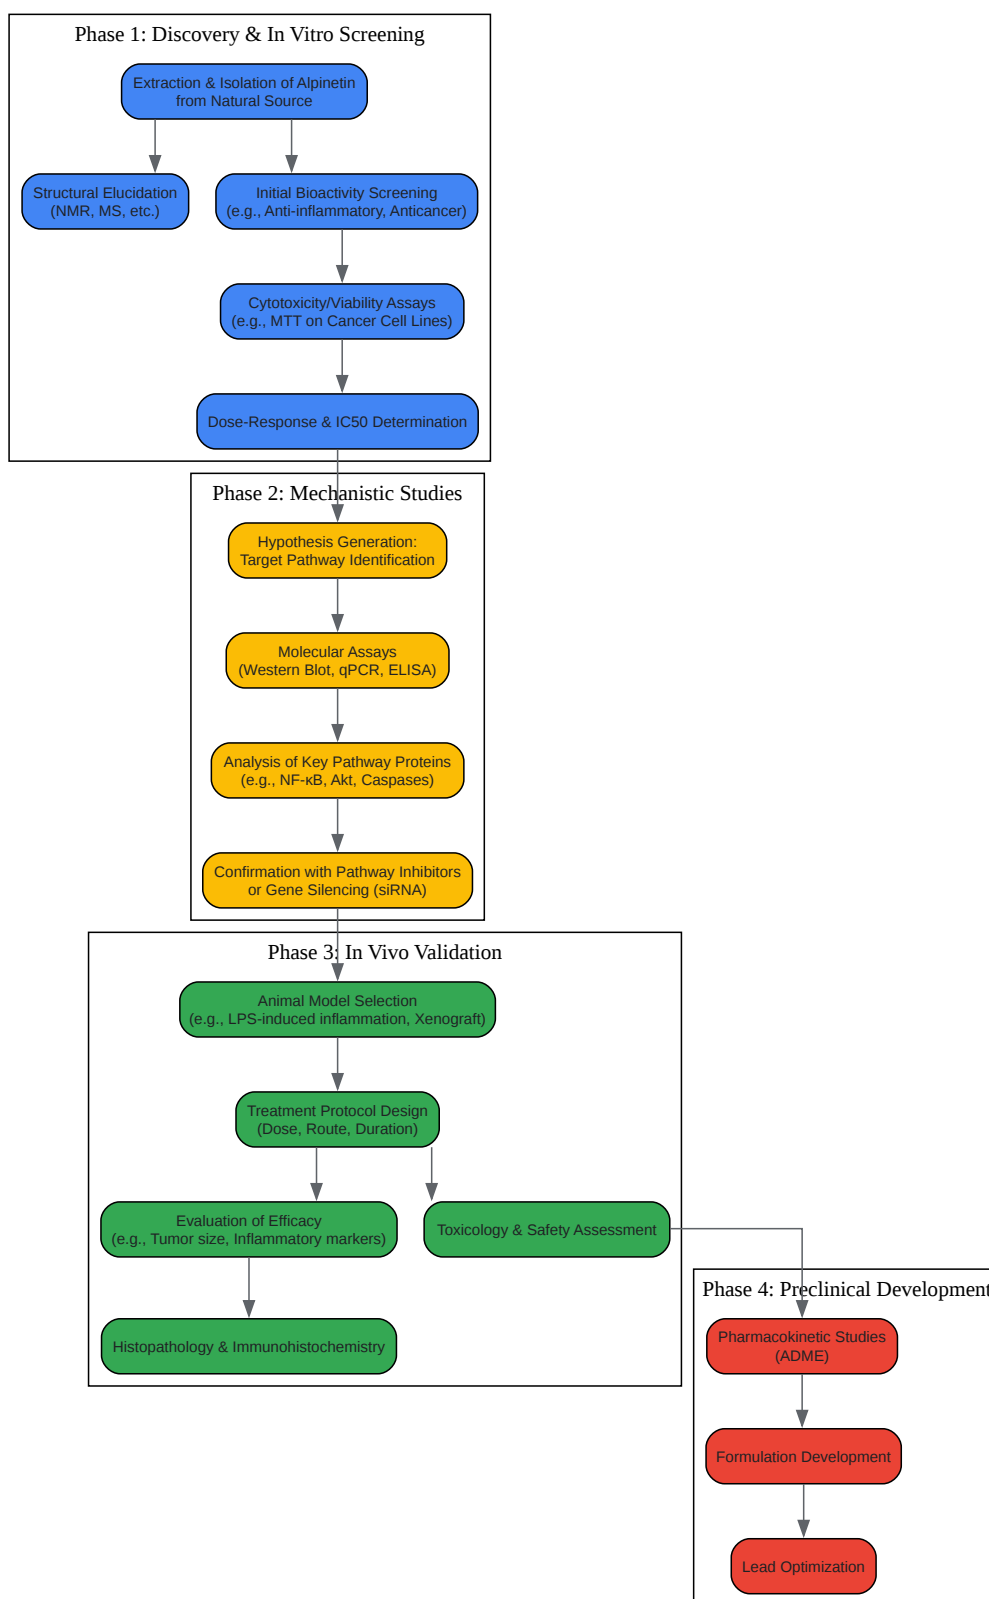 Phase 1: Discovery & In Vitro Screening
Extraction & Isolation of Alpinetin
from Natural Source
Structural Elucidation
(NMR, MS, etc.)
Initial Bioactivity Screening
(e.g., Anti-inflammatory, Anticancer)
Cytotoxicity/Viability Assays
(e.g., MTT on Cancer Cell Lines)
Dose-Response & IC50 Determination
Phase 2: Mechanistic Studies
Hypothesis Generation:
Target Pathway Identification
Molecular Assays
(Western Blot, qPCR, ELISA)
Analysis of Key Pathway Proteins
(e.g., NF-κB, Akt, Caspases)
Confirmation with Pathway Inhibitors
or Gene Silencing (siRNA)
Phase 3: In Vivo Validation
Animal Model Selection
(e.g., LPS-induced inflammation, Xenograft)
Treatment Protocol Design
(Dose, Route, Duration)
Evaluation of Efficacy
(e.g., Tumor size, Inflammatory markers)
Toxicology & Safety Assessment
Histopathology & Immunohistochemistry
Phase 4: Preclinical Development
Pharmacokinetic Studies
(ADME)
Formulation Development
Lead Optimization